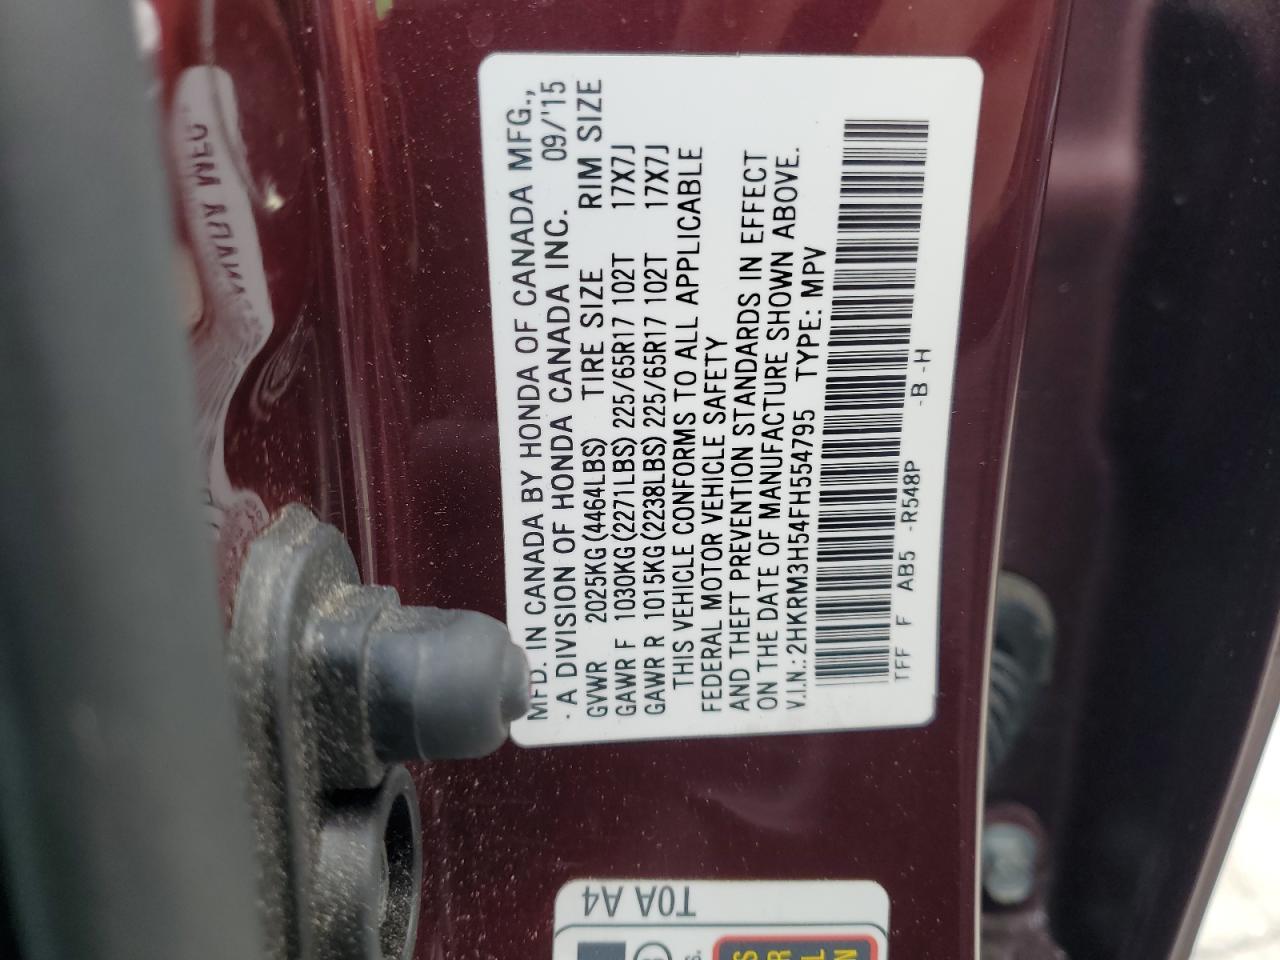 MFD. IN CANADA BY HONDA OF CANADA MFG.,
A DIVISION OF HONDA CANADA INC. 09/'15
GVWR 2025KG(4464LBS) TIRE SIZE RIM SIZE
GAWR F 1030KG(2271LBS) 225/65R17 102T 17X7J
GAWR R 1015KG(2238LBS) 225/65R17 102T 17X7J
THIS VEHICLE CONFORMS TO ALL APPLICABLE
FEDERAL MOTOR VEHICLE SAFETY
AND THEFT PREVENTION STANDARDS IN EFFECT
ON THE DATE OF MANUFACTURE SHOWN ABOVE.
V.I.N.: 2HKRM3H54FH554795 TYPE: MPV
TFF F AB5 -R548P -B -H
T0A A4